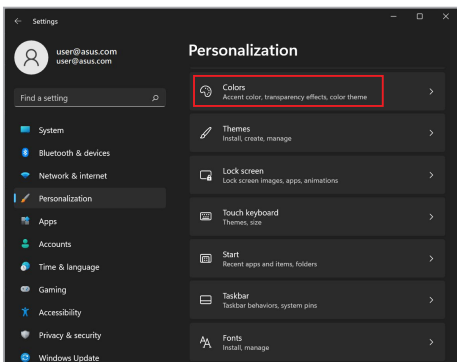 Settings
user@asus.com
user@asus.com
Find a setting
System
Bluetooth & devices
Network & internet
Personalization
Apps
Accounts
Time & language
Gaming
Accessibility
Privacy & security
Windows Update
Personalization
Colors
Accent color, transparency effects, color theme
Themes
Install, create, manage
Lock screen
Lock screen images, apps, animations
Touch keyboard
Themes, size
Start
Recent apps and items, folders
Taskbar
Taskbar behaviors, system pins
Fonts
Install, manage